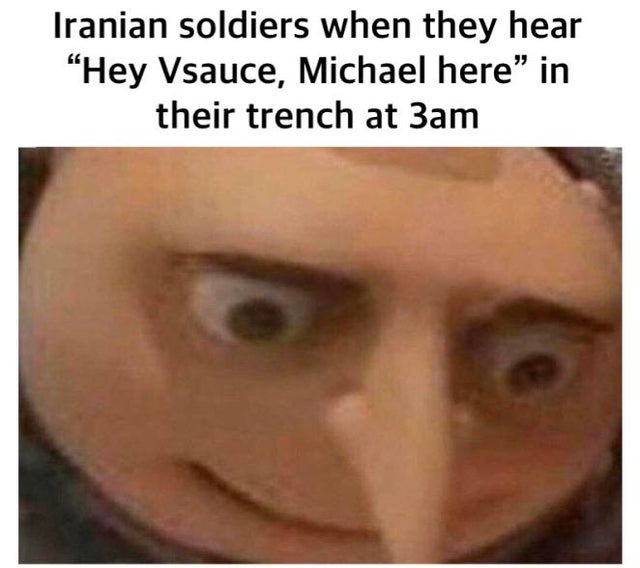 Iranian soldiers when they hear
“Hey Vsauce, Michael here” in
their trench at 3am